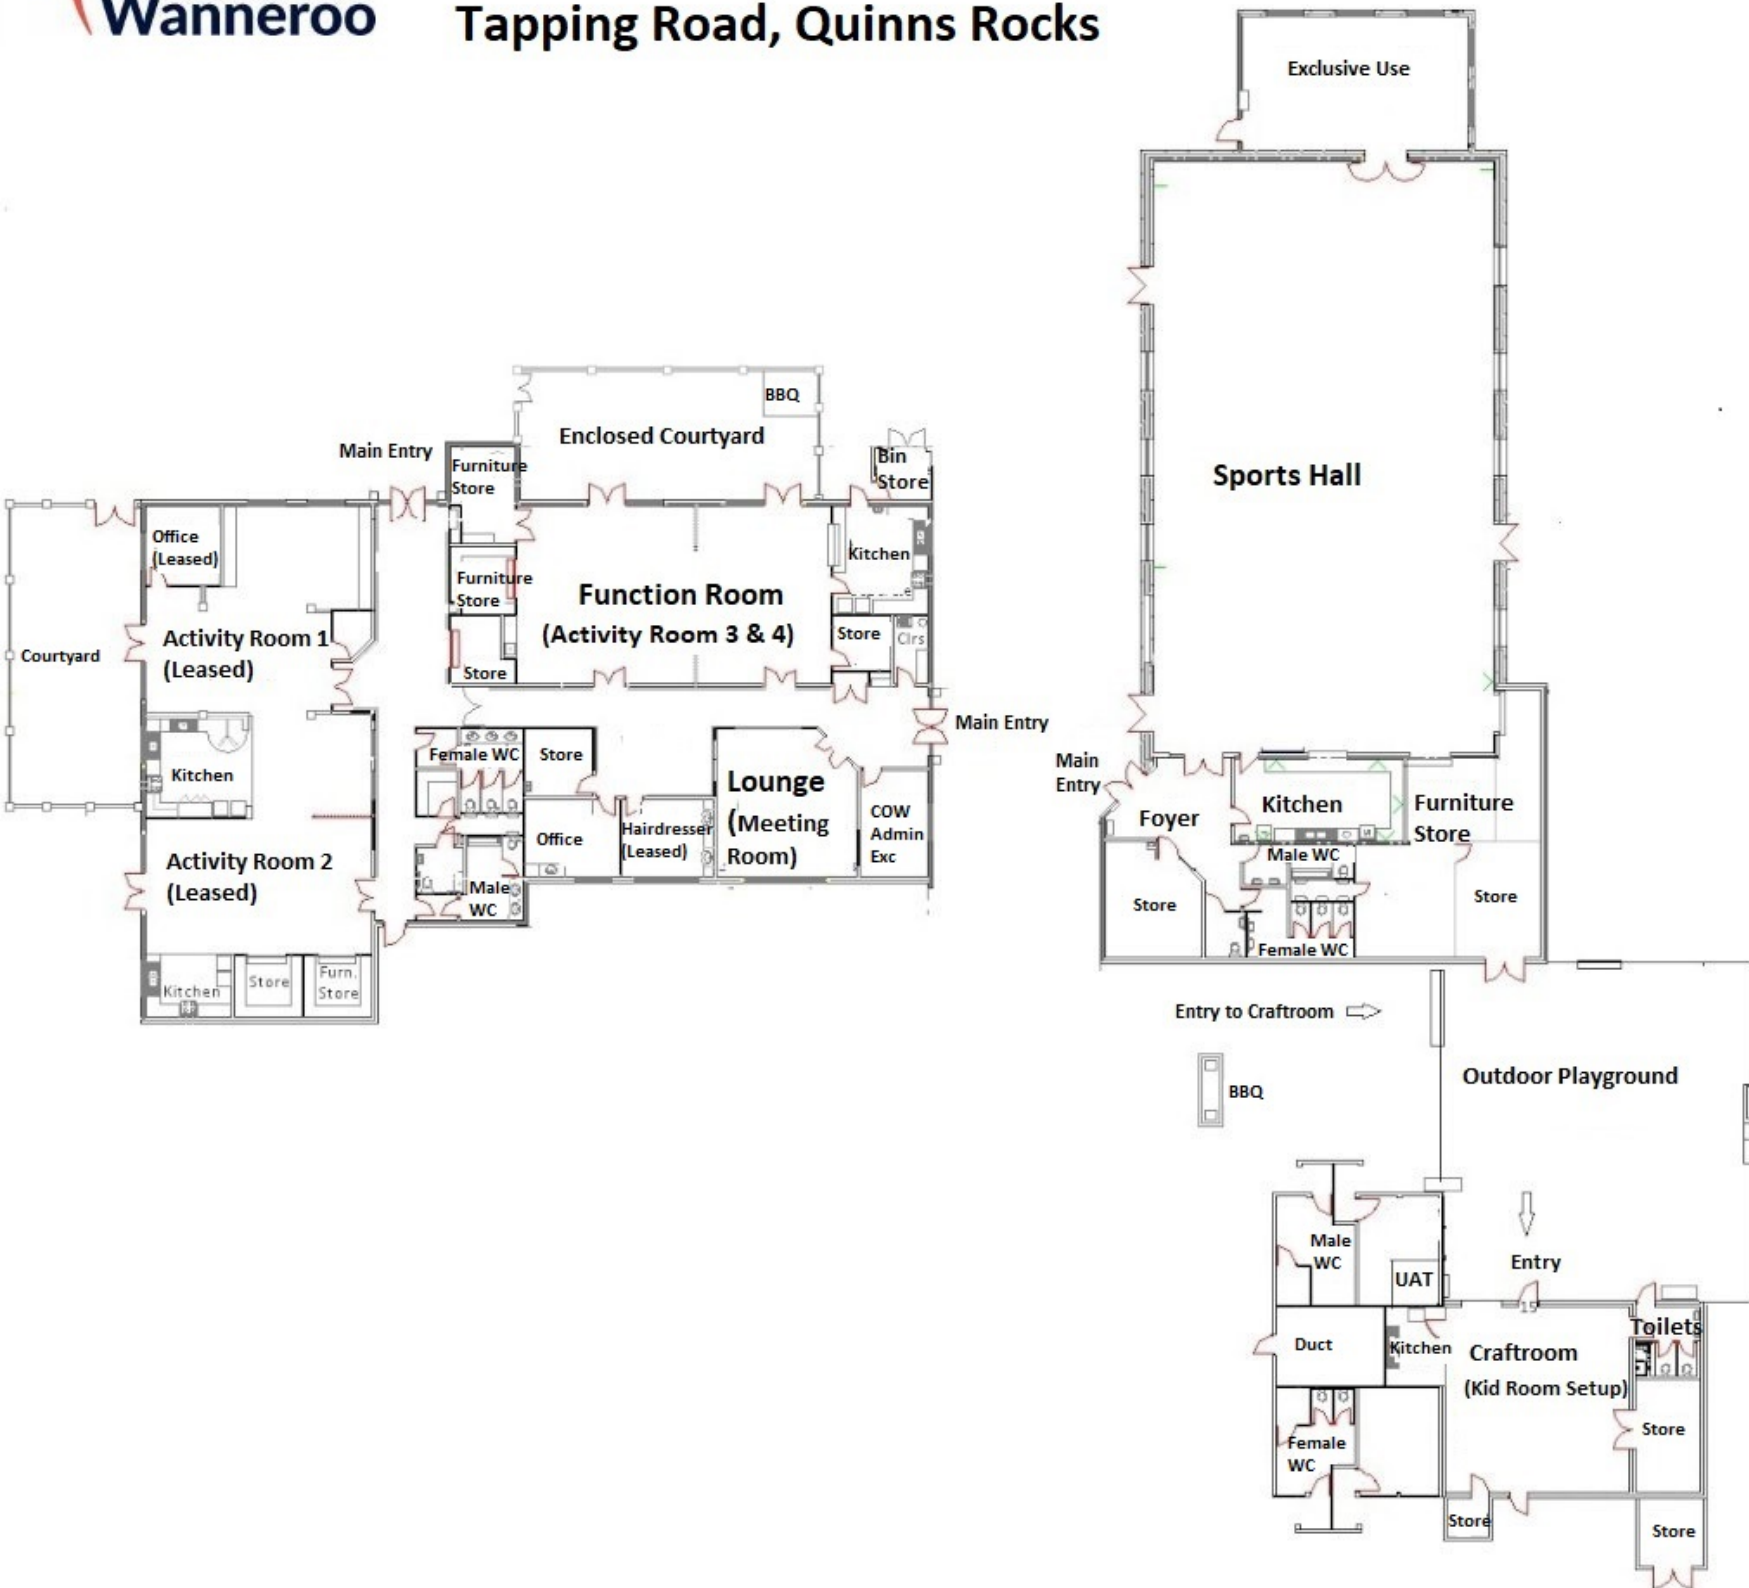 Wanneroo
Tapping Road, Quinns Rocks
Exclusive Use
Sports Hall
BBQ
Enclosed Courtyard
Main Entry
Furniture
Store
Bin
Store
Office
(Leased)
Kitchen
Furniture
Store
Function Room
(Activity Room 3 & 4)
Activity Room 1
(Leased)
Store
Clrs
Courtyard
Store
Main Entry
Female WC
Store
Kitchen
Lounge
(Meeting
Room)
COW
Admin
Exc
Office
Hairdresser
(Leased)
Activity Room 2
(Leased)
Male
WC
Kitchen
Store
Furn.
Store
Main
Entry
Foyer
Kitchen
Furniture
Store
Male WC
Store
Store
Female WC
Entry to Craftroom
BBQ
Outdoor Playground
Male
WC
UAT
Entry
15
Toilets
Duct
Kitchen
Craftroom
(Kid Room Setup)
Store
Female
WC
Store
Store